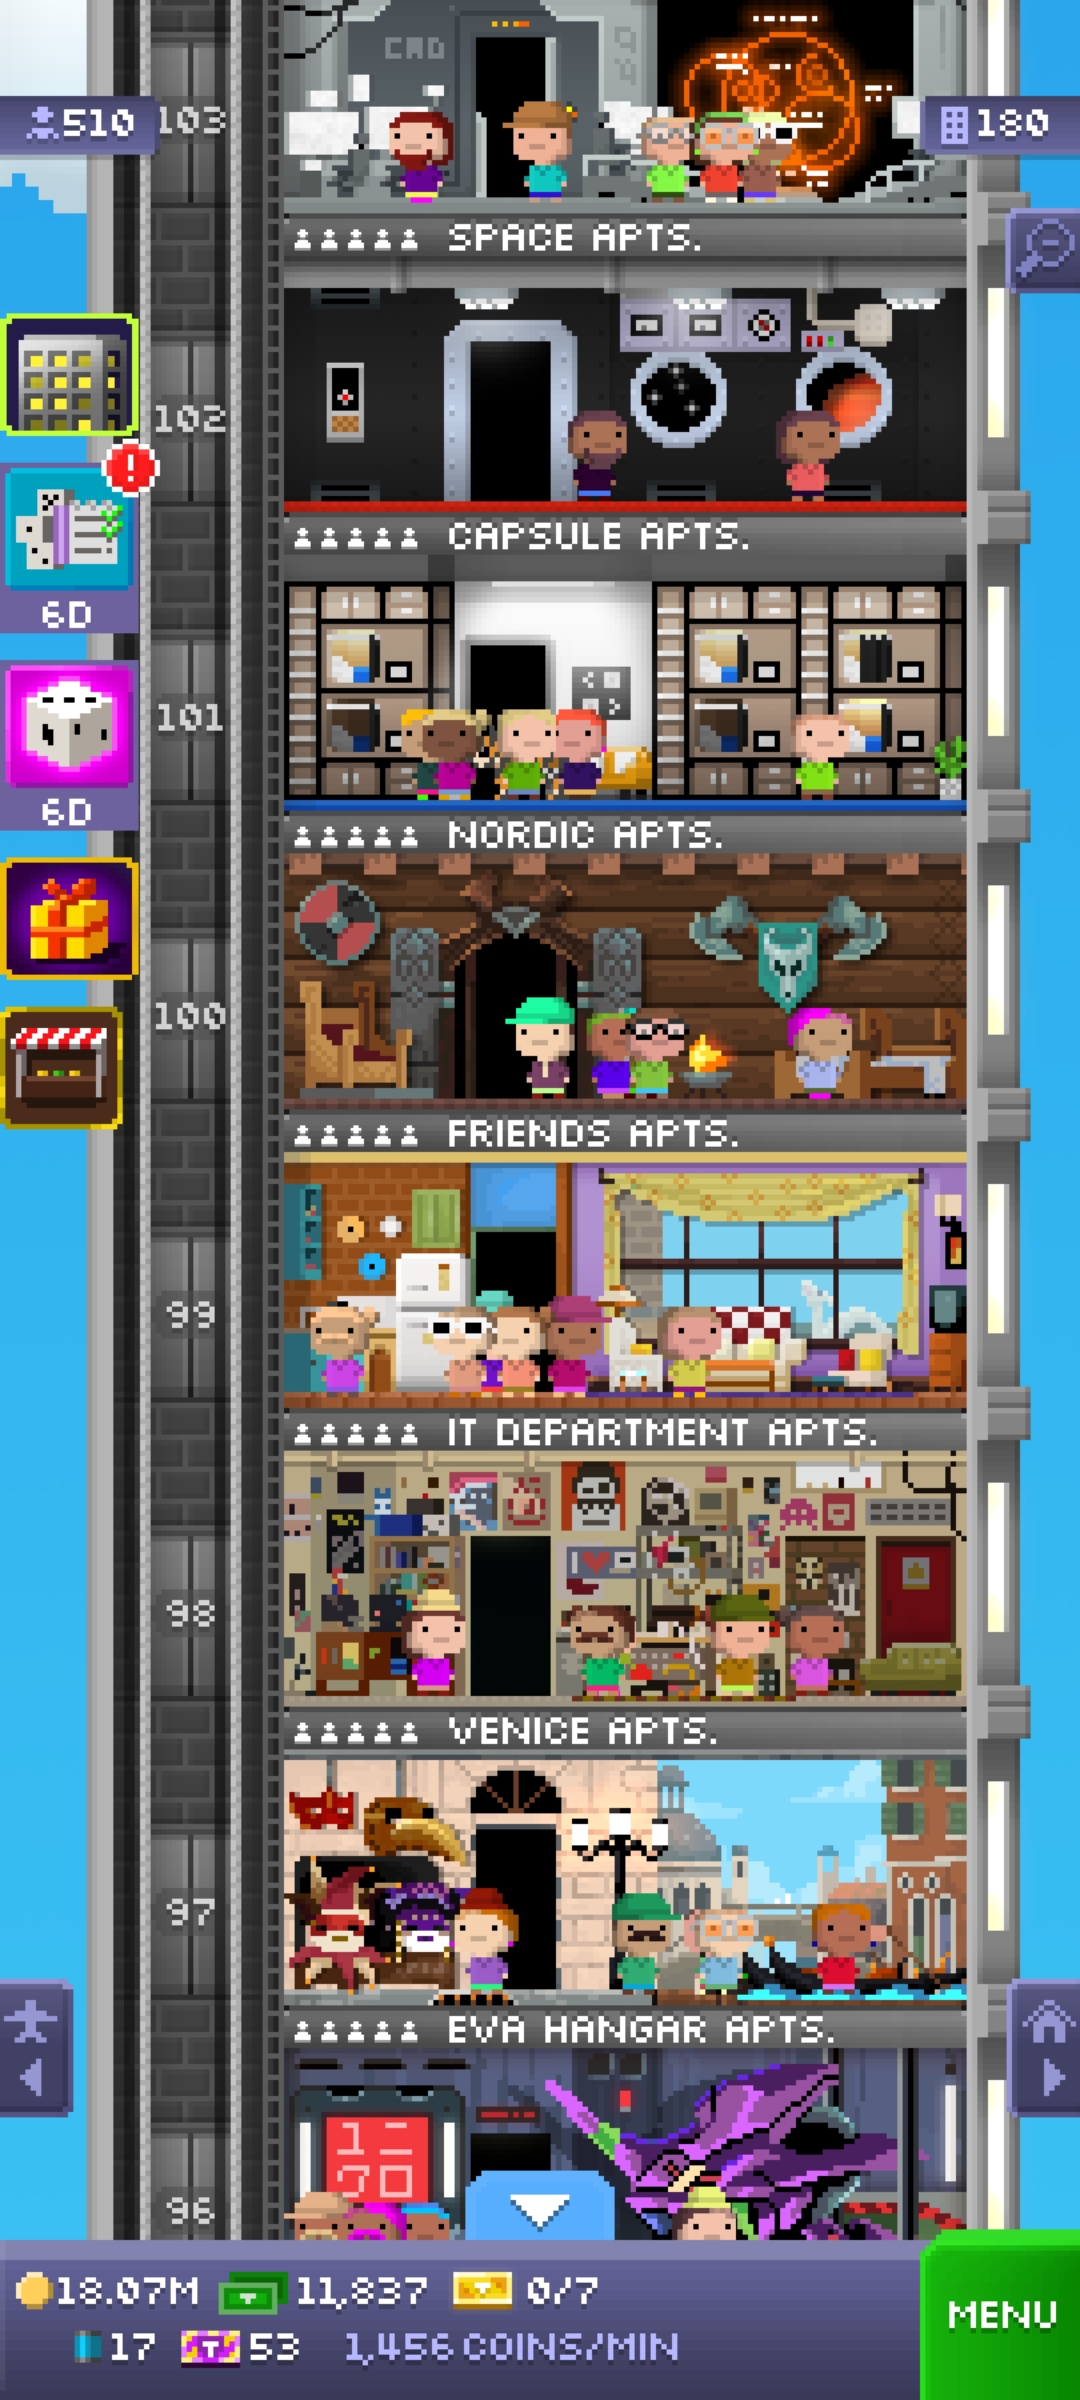 CAD
94
510
103
180
SPACE APTS.
102
CAPSULE APTS.
6D
101
6D
NORDIC APTS.
100
FRIENDS APTS.
99
IT DEPARTMENT APTS.
98
VENICE APTS.
97
EVA HANGAR APTS.
96
18.07M 11,837 0/7
17 53 1,456 COINS/MIN
MENU